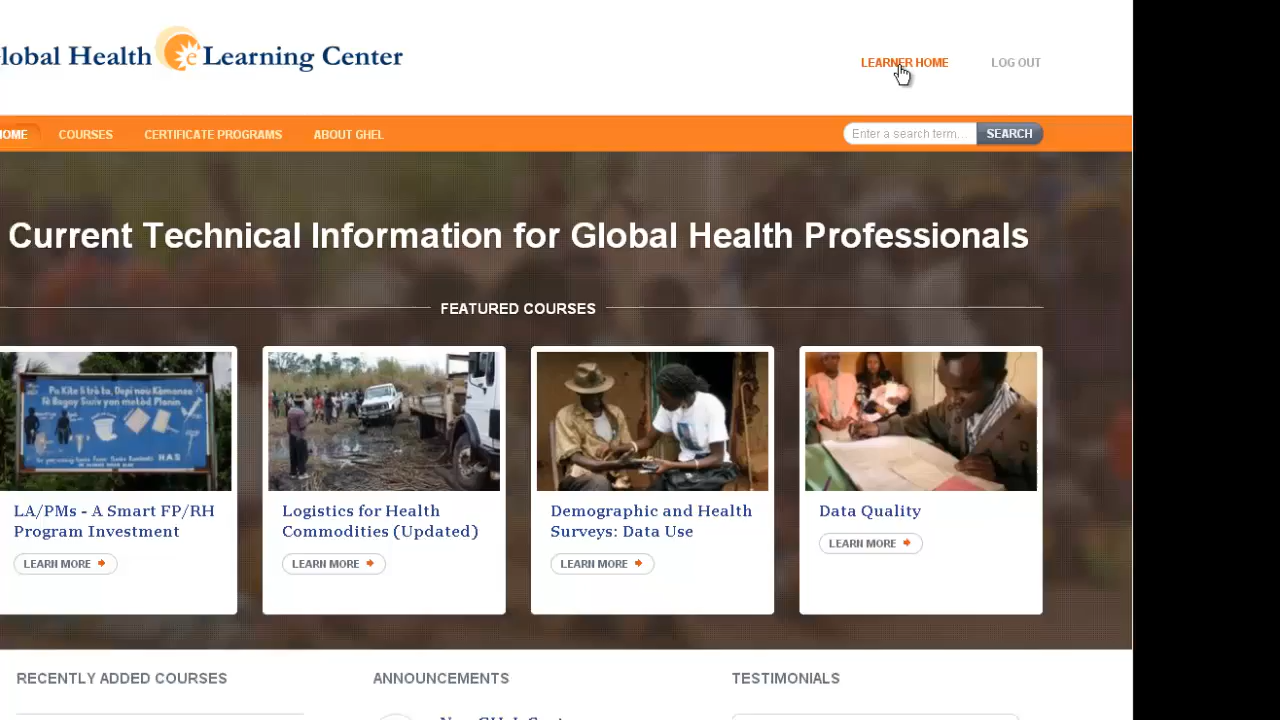 lobal Health eLearning Center
LEARNER HOME
LOG OUT
HOME
COURSES
CERTIFICATE PROGRAMS
ABOUT GHEL
Enter a search term...
SEARCH
Current Technical Information for Global Health Professionals
FEATURED COURSES
LA/PMs - A Smart FP/RH
Program Investment
LEARN MORE
Logistics for Health
Commodities (Updated)
LEARN MORE
Demographic and Health
Surveys: Data Use
LEARN MORE
Data Quality
LEARN MORE
RECENTLY ADDED COURSES
ANNOUNCEMENTS
TESTIMONIALS